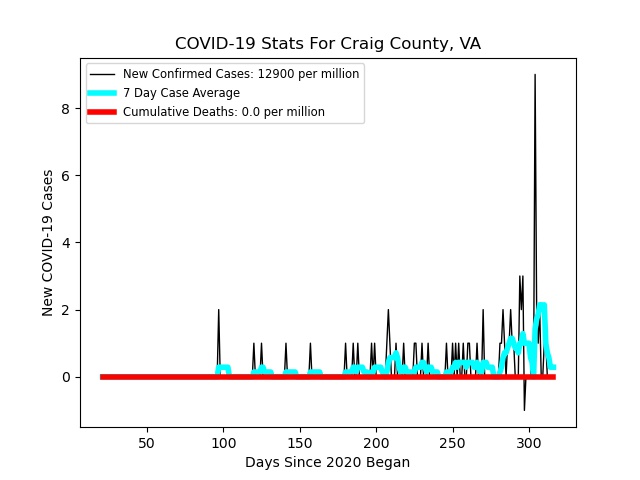 COVID-19 Stats For Craig County, VA
New Confirmed Cases: 12900 per million
7 Day Case Average
Cumulative Deaths: 0.0 per million
New COVID-19 Cases
8
6
4
2
0
50 100 150 200 250 300
Days Since 2020 Began